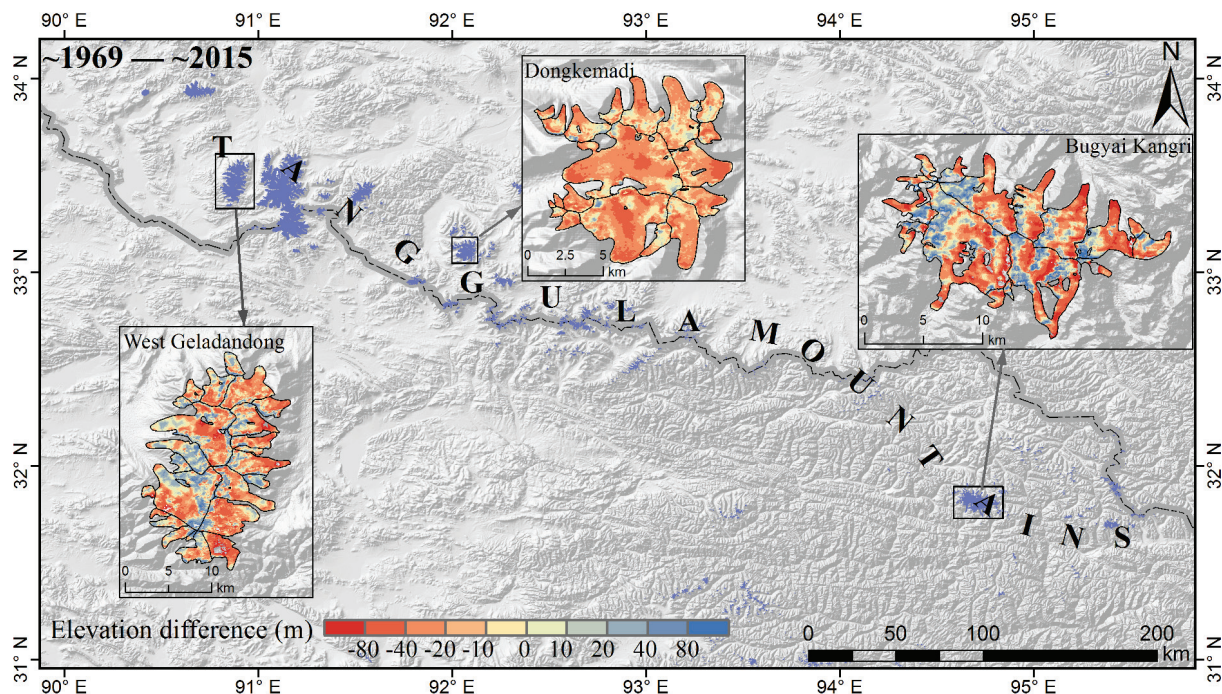 90° E 91° E 92° E 93° E 94° E 95° E
~1969 — ~2015
N
34° N
34° N
Dongkemadi
0 2.5 5
km
Bugyai Kangri
0 5 10
km
T A N G G U L A M O U N T A I N S
33° N
33° N
West Geladandong
0 5 10
km
32° N
32° N
Elevation difference (m)
-80 -40 -20 -10 0 10 20 40 80
0 50 100 200
km
31° N
31° N
90° E 91° E 92° E 93° E 94° E 95° E